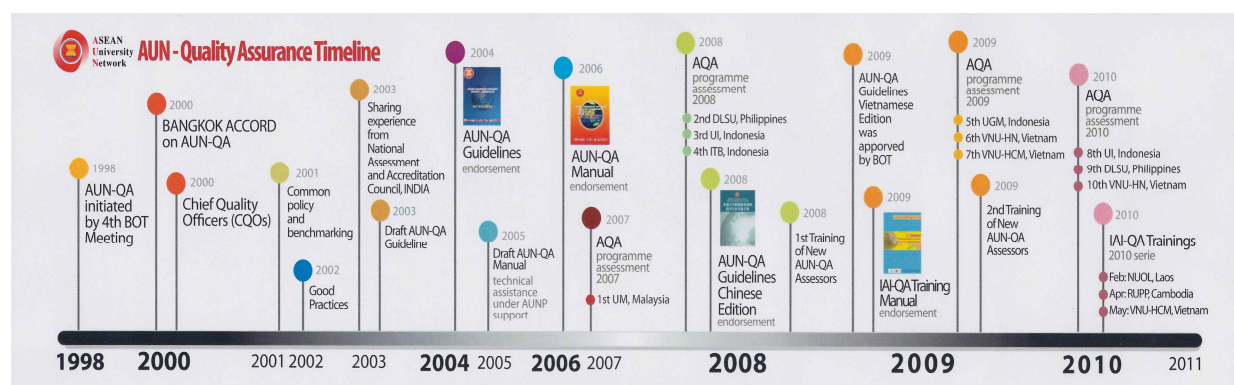 ASEAN
University
Network
AUN - Quality Assurance Timeline
1998
AUN-QA
initiated
by 4th BOT
Meeting
2000
BANGKOK ACCORD
on AUN-QA
2000
Chief Quality
Officers (CQOs)
2001
Common
policy
and
benchmarking
2002
Good
Practices
2003
Sharing
experience
from
National
Assessment
and Accreditation
Council, INDIA
2003
Draft AUN-QA
Guideline
2004
AUN-QA
Guidelines
endorsement
2005
Draft AUN-QA
Manual
technical
assistance
under AUNP
support
2006
AUN-QA
Manual
endorsement
2007
AQA
programme
assessment
2007
1st UM, Malaysia
2008
AQA
programme
assessment
2008
2nd DLSU, Philippines
3rd UI, Indonesia
4th ITB, Indonesia
2008
AUN-QA
Guidelines
Chinese
Edition
endorsement
2008
1st Training
of New
AUN-QA
Assessors
2009
AUN-QA
Guidelines
Vietnamese
Edition
was
apporved
by BOT
2009
IAI-QA Training
Manual
endorsement
2009
AQA
programme
assessment
2009
5th UGM, Indonesia
6th VNU-HN, Vietnam
7th VNU-HCM, Vietnam
2009
2nd Training
of New
AUN-QA
Assessors
2010
AQA
programme
assessment
2010
8th UI, Indonesia
9th DLSU, Philippines
10th VNU-HN, Vietnam
2010
IAI-QA Trainings
2010 serie
Feb: NUOL, Laos
Apr: RUPP, Cambodia
May: VNU-HCM, Vietnam
1998 2000 2001 2002 2003 2004 2005 2006 2007 2008 2009 2010 2011